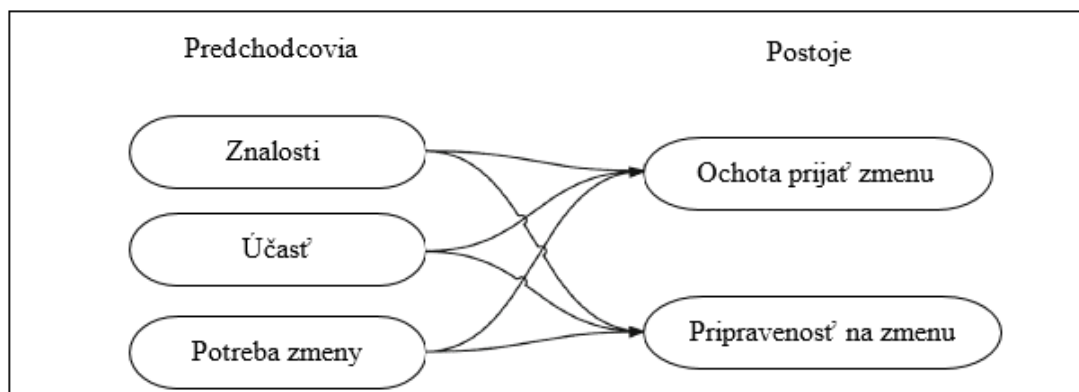 Predchodcovia
Postoje
Znalosti
Ochota prijať zmenu
Účasť
Pripravenosť na zmenu
Potreba zmeny